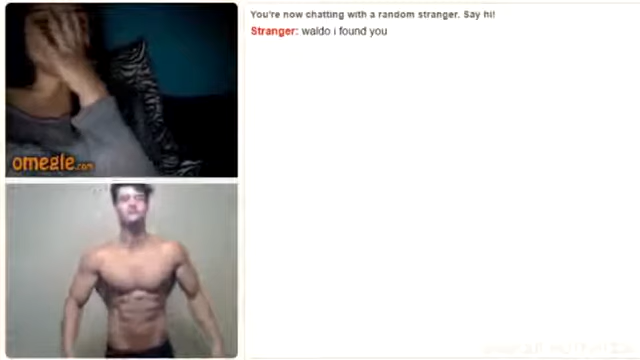 You're now chatting with a random stranger. Say hi!
Stranger: waldo i found you
omegle.com